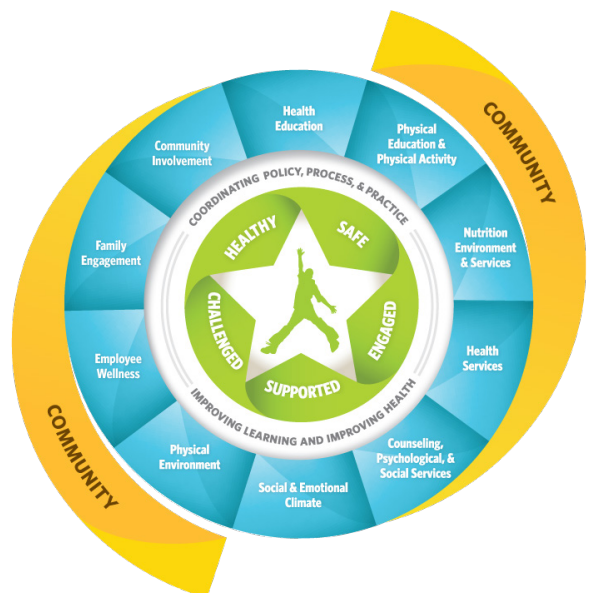 COMMUNITY
Health
Education
Physical
Education &
Physical Activity
Nutrition
Environment
& Services
Health
Services
Counseling,
Psychological, &
Social Services
Social & Emotional
Climate
Physical
Environment
Employee
Wellness
Family
Engagement
Community
Involvement
COORDINATING POLICY, PROCESS, & PRACTICE
IMPROVING LEARNING AND IMPROVING HEALTH
HEALTHY
SAFE
ENGAGED
SUPPORTED
CHALLENGED
COMMUNITY